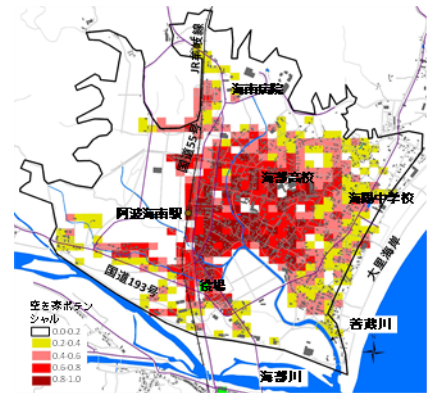 JR牟岐線
海南病院
国道55号
海部高校
海陽中学校
阿波海南駅
大里海岸
国道193号
役場
空き家ポテン
シャル
0.0-0.2
0.2-0.4
0.4-0.6
0.6-0.8
0.8-1.0
善蔵川
海部川